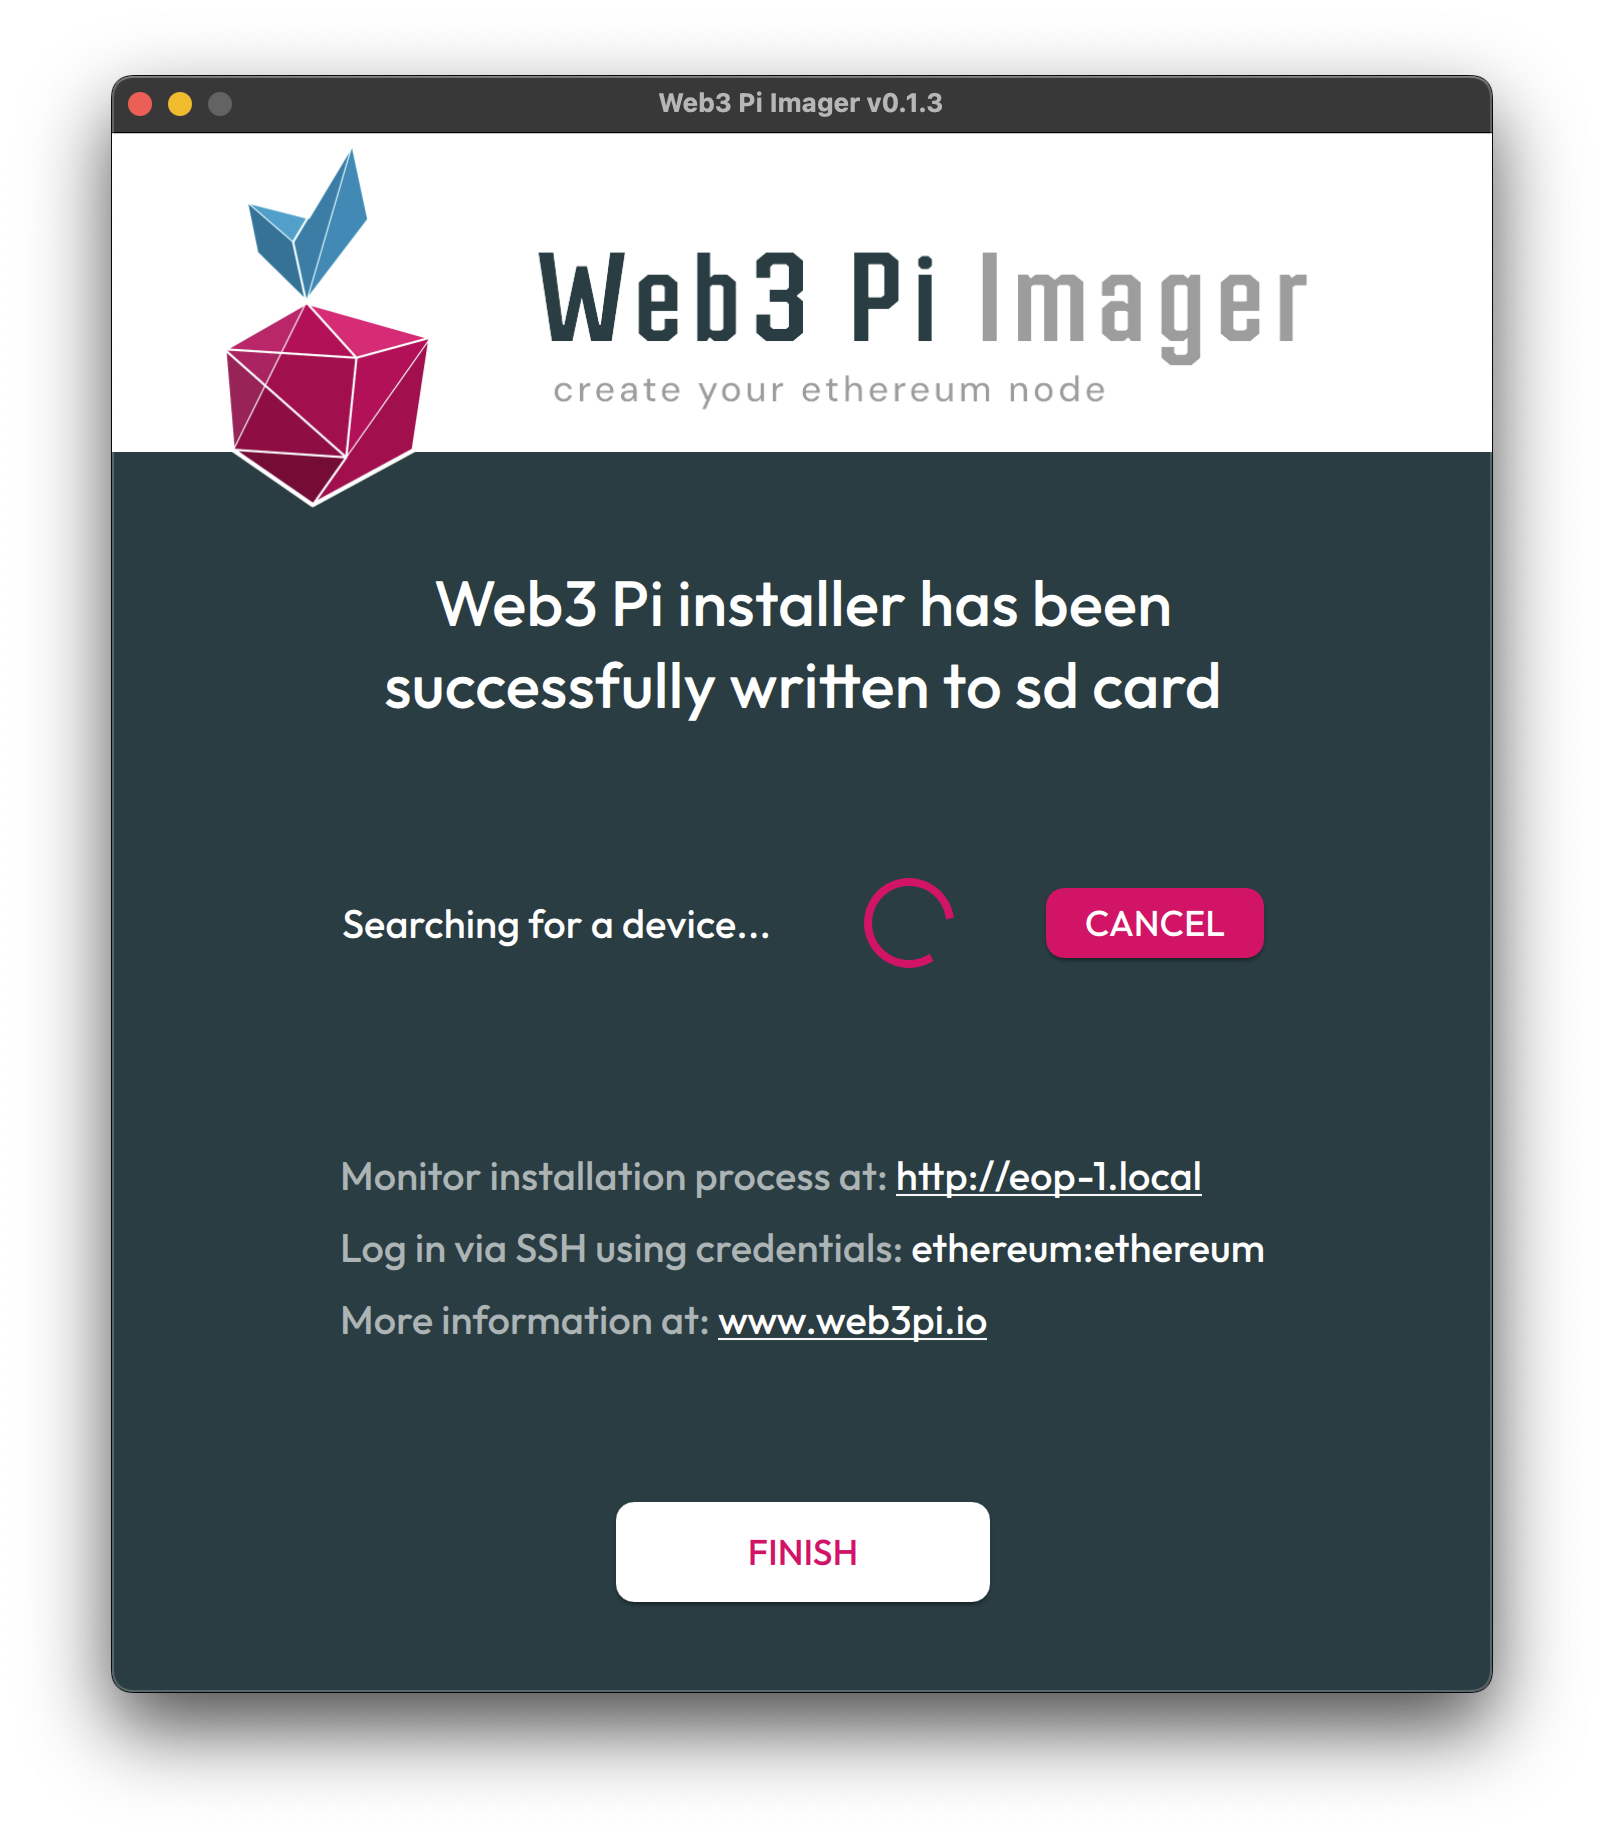 Web3 Pi Imager v0.1.3
Web3 Pi Imager
create your ethereum node
Web3 Pi installer has been
successfully written to sd card
Searching for a device...
CANCEL
Monitor installation process at: http://eop-1.local
Log in via SSH using credentials: ethereum:ethereum
More information at: www.web3pi.io
FINISH